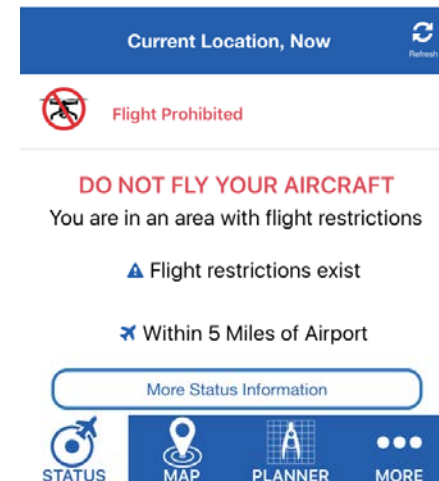 Current Location, Now
Refresh
Flight Prohibited
DO NOT FLY YOUR AIRCRAFT
You are in an area with flight restrictions
Flight restrictions exist
Within 5 Miles of Airport
More Status Information
STATUS MAP PLANNER MORE